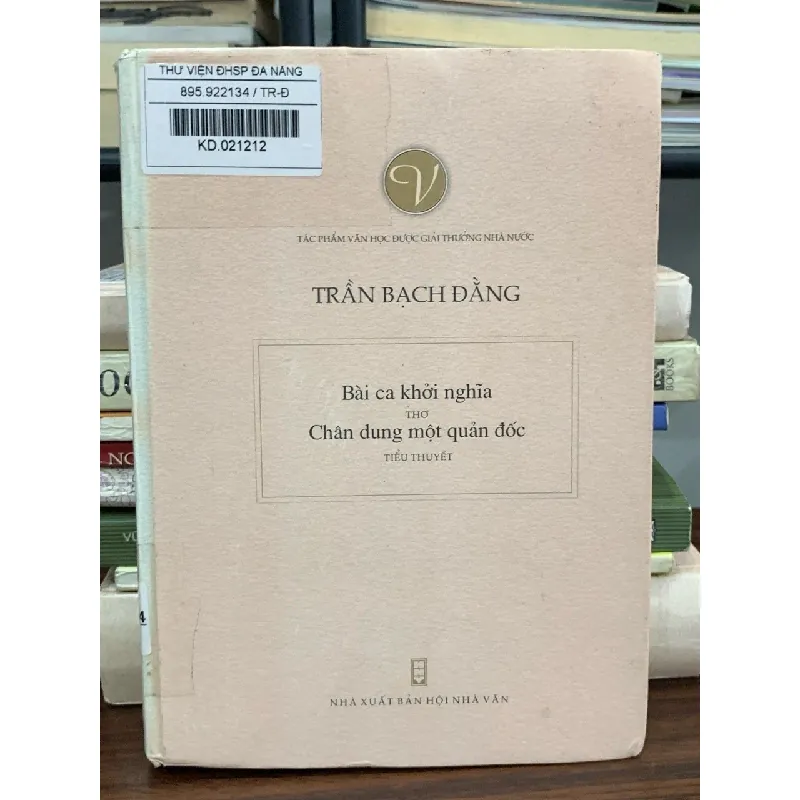 THƯ VIỆN ĐHSP ĐÀ NẴNG
895.922134 / TR-Đ
KD.021212
V
TÁC PHẨM VĂN HỌC ĐƯỢC GIẢI THƯỞNG NHÀ NƯỚC
TRẦN BẠCH ĐẰNG
Bài ca khởi nghĩa
THƠ
Chân dung một quản đốc
TIỂU THUYẾT
NHÀ XUẤT BẢN HỘI NHÀ VĂN
4
BOOKS